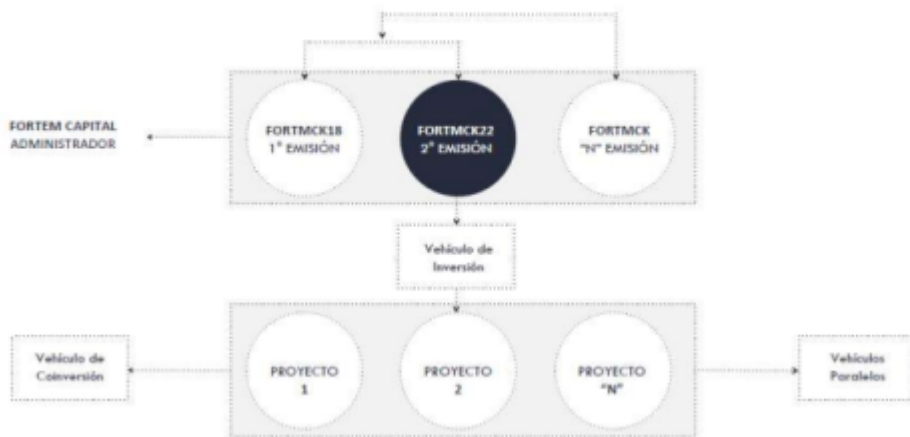 FORTEM CAPITAL
ADMINISTRADOR
FORTMCK18
1° EMISIÓN
FORTMCK22
2° EMISIÓN
FORTMCK
"N" EMISIÓN
Vehículo de
Inversión
Vehículo de
Coinversión
PROYECTO
1
PROYECTO
2
PROYECTO
"N"
Vehículos
Paralelos